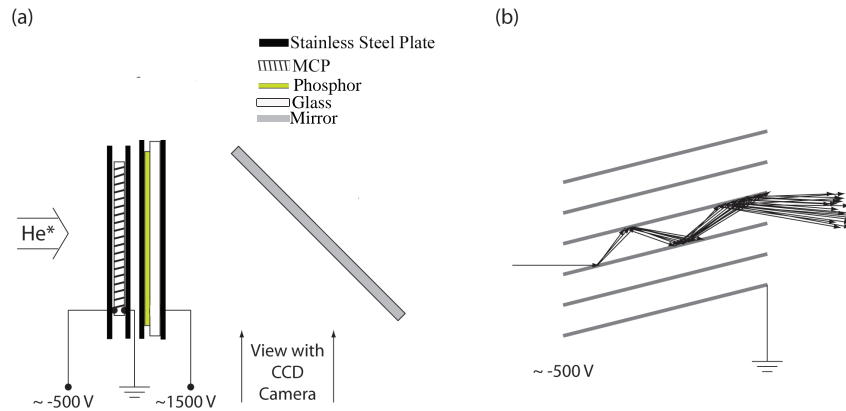 (a)
Stainless Steel Plate
MCP
Phosphor
Glass
Mirror
He*
View with
CCD
Camera
~ -500 V
~1500 V
(b)
~ -500 V